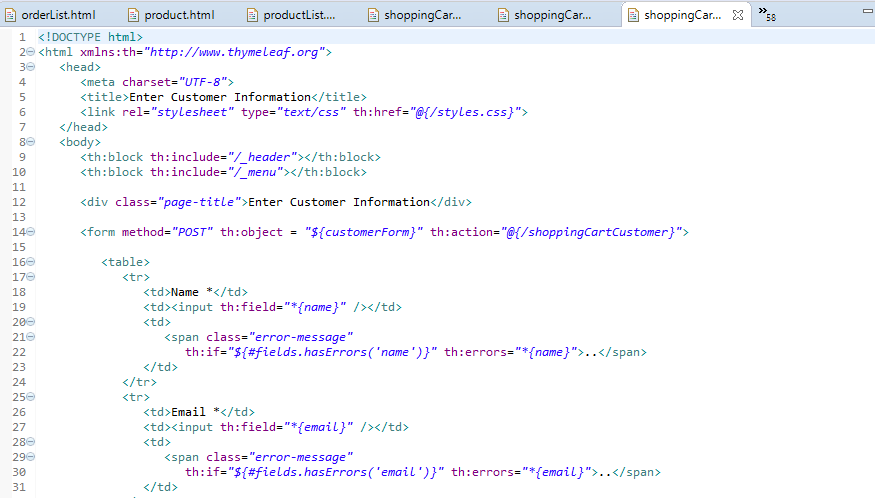 orderList.html product.html productList.... shoppingCar... shoppingCar... shoppingCar... »58
1 <!DOCTYPE html>
2 <html xmlns:th="http://www.thymeleaf.org">
3 <head>
4 <meta charset="UTF-8">
5 <title>Enter Customer Information</title>
6 <link rel="stylesheet" type="text/css" th:href="@{/styles.css}">
7 </head>
8 <body>
9 <th:block th:include="/_header"></th:block>
10 <th:block th:include="/_menu"></th:block>
11
12 <div class="page-title">Enter Customer Information</div>
13
14 <form method="POST" th:object = "${customerForm}" th:action="@{/shoppingCartCustomer}">
15
16 <table>
17 <tr>
18 <td>Name *</td>
19 <td><input th:field="*{name}" /></td>
20 <td>
21 <span class="error-message"
22 th:if="${#fields.hasErrors('name')}" th:errors="*{name}">..</span>
23 </td>
24 </tr>
25 <tr>
26 <td>Email *</td>
27 <td><input th:field="*{email}" /></td>
28 <td>
29 <span class="error-message"
30 th:if="${#fields.hasErrors('email')}" th:errors="*{email}">..</span>
31 </td>